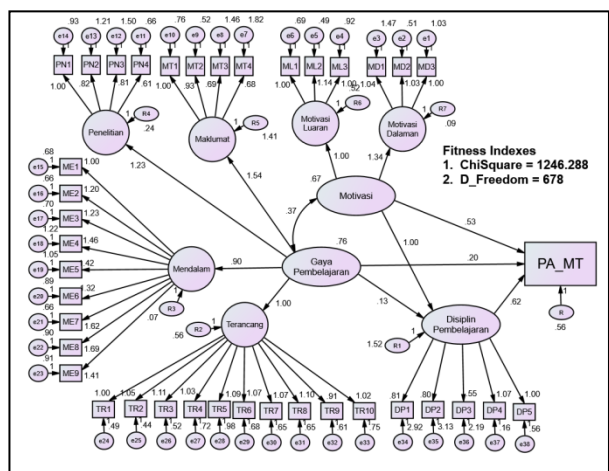 .93 1.21 1.50 .66 .76 .52 1.46 1.82 .69 .49 .92 1.47 .51 1.03
e14 e13 e12 e11 e10 e9 e8 e7 e6 e5 e4 e3 e2 e1
PN1 PN2 PN3 PN4 MT1 MT2 MT3 MT4 ML1 ML2 ML3 MD1 MD2 MD3
1.00 .82 .81 .61 1.00 .93 .69 .68 1.00 1.14 1.00 1.04 1.03 1.00
Penelitian
R4
.24
Maklumat
R5
1.41
Motivasi
Luaran
R6
.52
Motivasi
Dalaman
R7
.09
Fitness Indexes
1. ChiSquare = 1246.288
2. D_Freedom = 678
1.23
1.54
1.00
1.34
.67
Motivasi
.37
.53
.76
Gaya
Pembelajaran
.20
PA_MT
1.00
.13
.62
R
.56
.90
1.00
Mendalam
R3
.07
.68
e15 ME1 1.00
.66
e16 ME2 1.20
.70
e17 ME3 1.23
1.22
e18 ME4 1.46
1.05
e19 ME5 1.42
.89
e20 ME6 1.32
.66
e21 ME7 1.62
.90
e22 ME8 1.69
.91
e23 ME9 1.41
R2
.56
Terancang
R1
1.52
Disiplin
Pembelajaran
1.00 1.05 1.11 1.03 1.09 1.07 1.07 1.10 .91 1.02
TR1 TR2 TR3 TR4 TR5 TR6 TR7 TR8 TR9 TR10
.49 .44 .52 .72 .98 .68 .65 .65 .61 .75
e24 e25 e26 e27 e28 e29 e30 e31 e32 e33
.81 .80 .55 1.07 1.00
DP1 DP2 DP3 DP4 DP5
2.92 3.13 2.19 .16 .56
e34 e35 e36 e37 e38